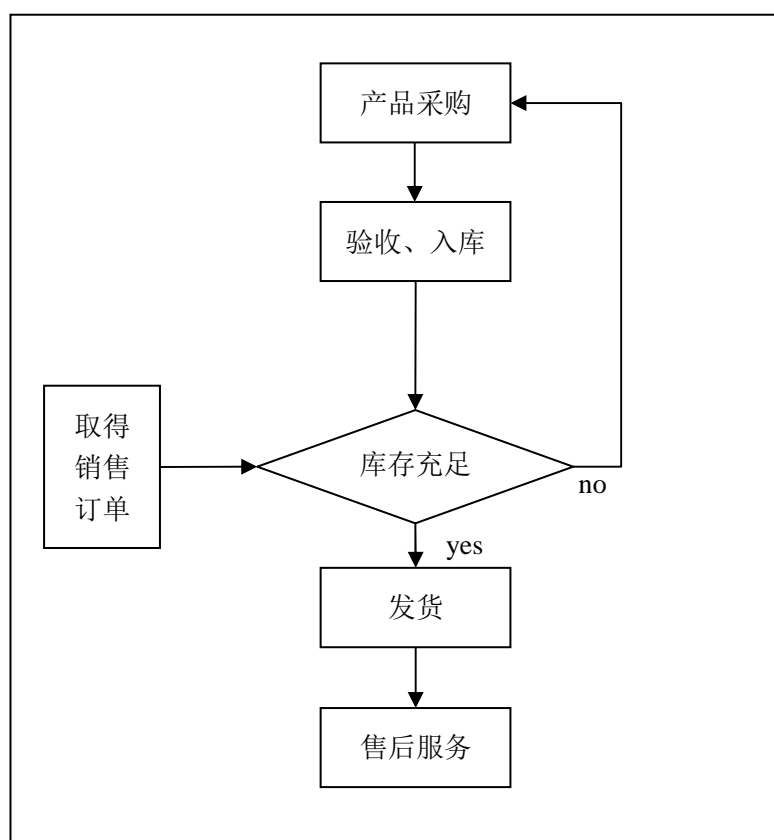 产品采购
验收、入库
取得
销售
订单
库存充足
no
yes
发货
售后服务